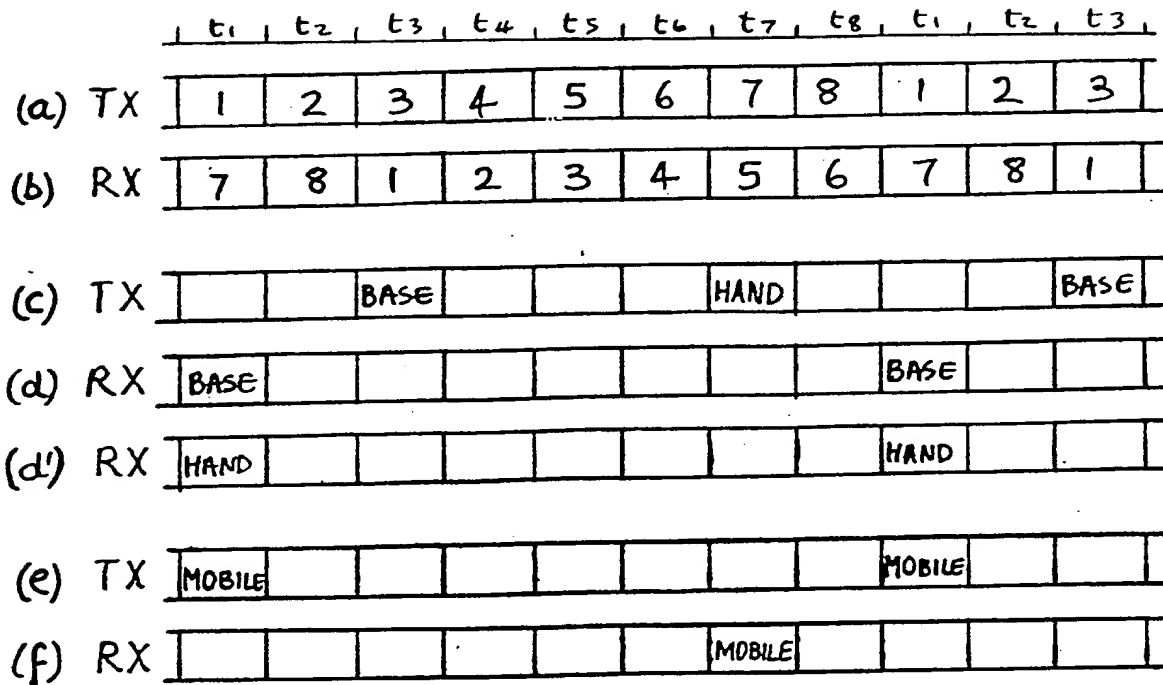 t1 t2 t3 t4 t5 t6 t7 t8 t1 t2 t3
(a) TX 1 2 3 4 5 6 7 8 1 2 3
(b) RX 7 8 1 2 3 4 5 6 7 8 1
(c) TX BASE HAND BASE
(d) RX BASE BASE
(d') RX HAND HAND
(e) TX MOBILE MOBILE
(f) RX MOBILE